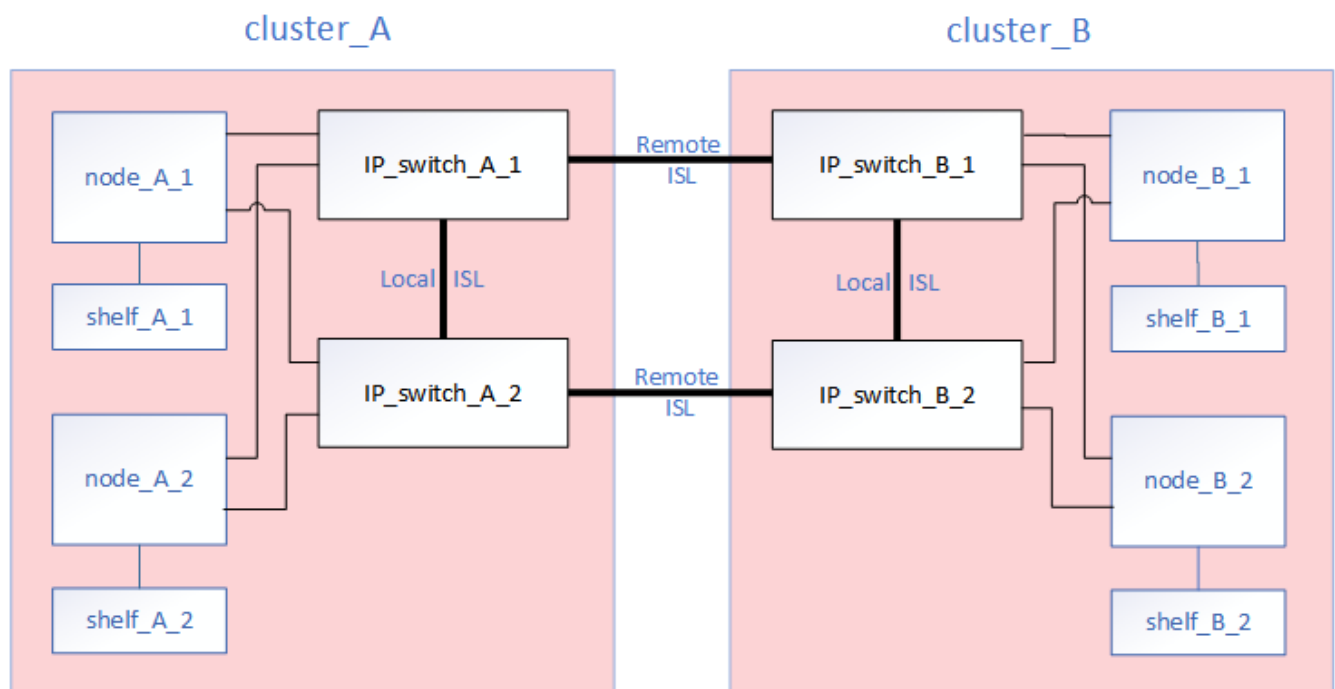 cluster_A
cluster_B
node_A_1
IP_switch_A_1
Remote
ISL
IP_switch_B_1
node_B_1
shelf_A_1
Local ISL
Local ISL
shelf_B_1
node_A_2
IP_switch_A_2
Remote
ISL
IP_switch_B_2
node_B_2
shelf_A_2
shelf_B_2